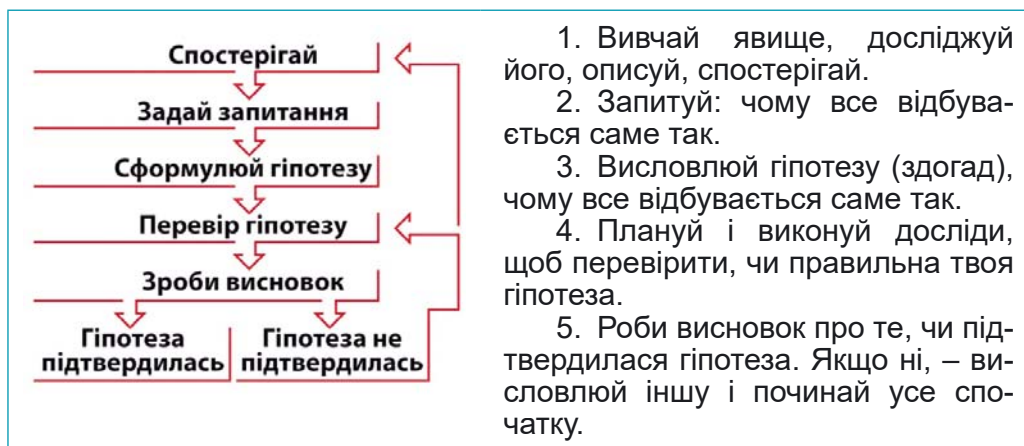 Спостерігай
Задай запитання
Сформулюй гіпотезу
Перевір гіпотезу
Зроби висновок
Гіпотеза
підтвердилась
Гіпотеза не
підтвердилась
1. Вивчай явище, досліджуй
його, описуй, спостерігай.
2. Запитуй: чому все відбува-
ється саме так.
3. Висловлюй гіпотезу (здогад),
чому все відбувається саме так.
4. Плануй і виконуй досліди,
щоб перевірити, чи правильна твоя
гіпотеза.
5. Роби висновок про те, чи під-
твердилася гіпотеза. Якщо ні, – ви-
словлюй іншу і починай усе спо-
чатку.